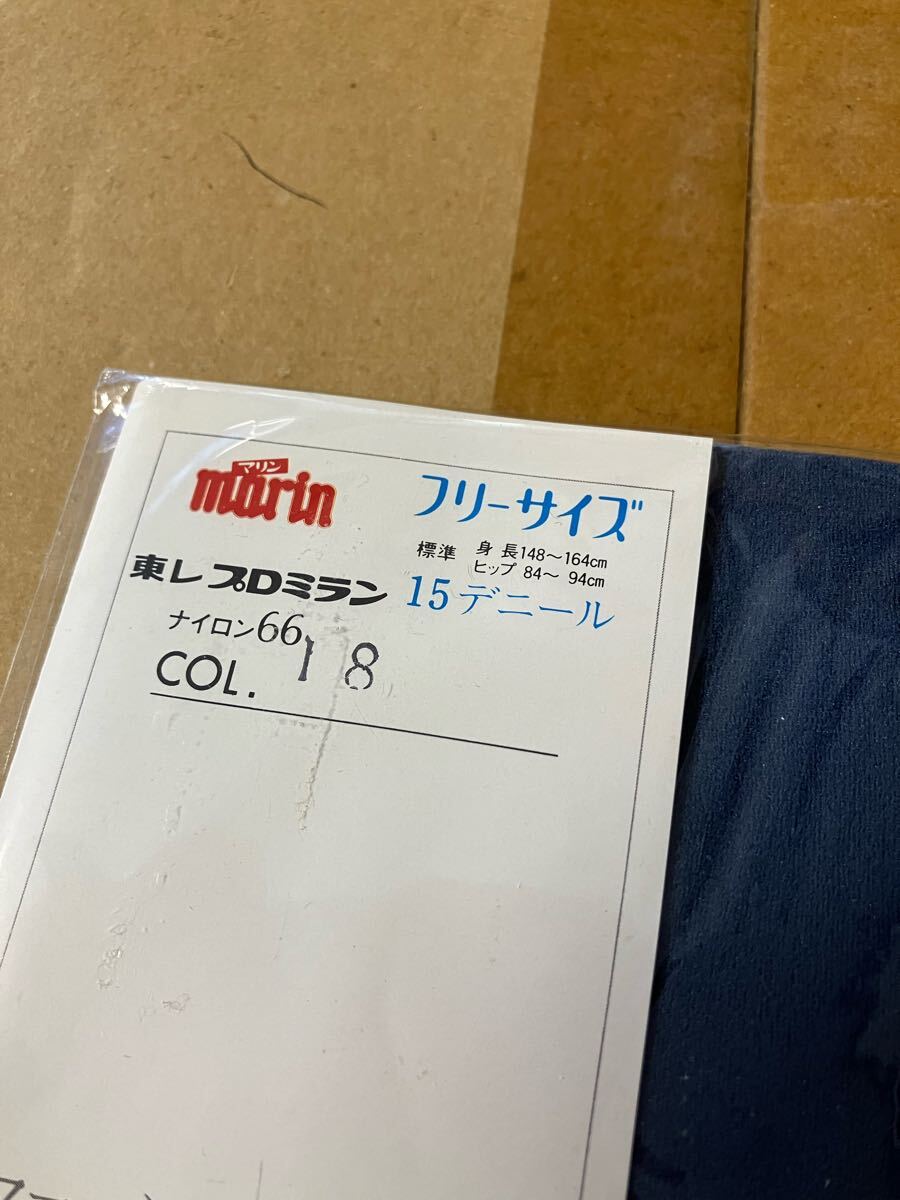 マリン
marin
フリーサイズ
標準 身長148〜164cm
ヒップ 84〜 94cm
東レプロミラン
15デニール
ナイロン66
COL. 18